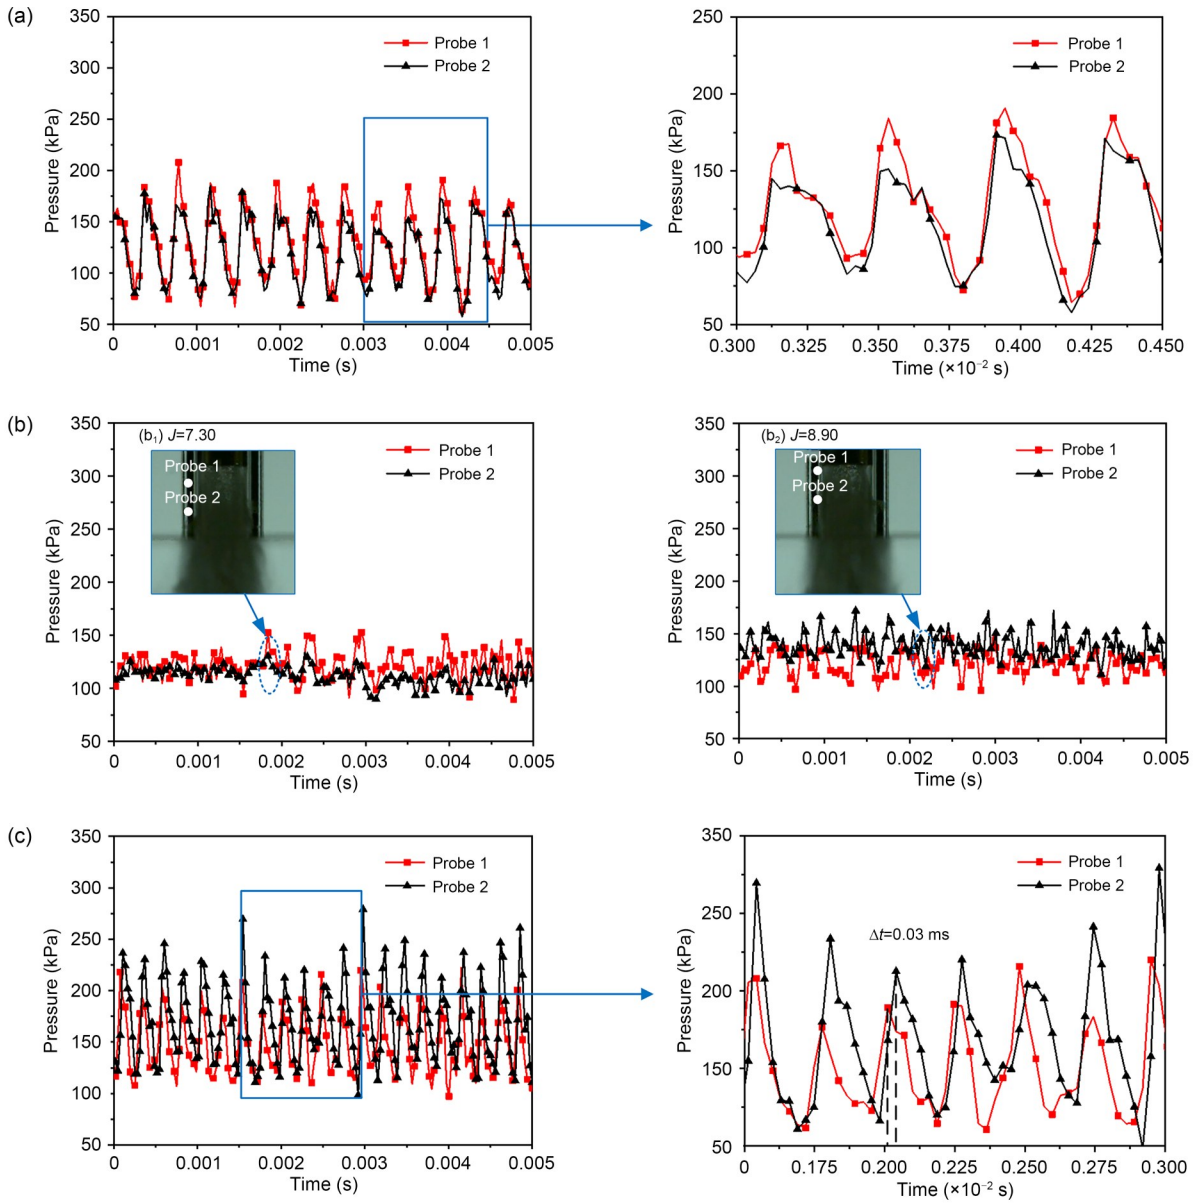 (a)
350
300
250
200
150
100
50
Pressure (kPa)
Probe 1
Probe 2
0
0.001
0.002
0.003
0.004
0.005
Time (s)
250
200
150
100
50
Pressure (kPa)
Probe 1
Probe 2
0.300
0.325
0.350
0.375
0.400
0.425
0.450
Time (×10⁻² s)
(b)
350
300
250
200
150
100
50
Pressure (kPa)
(b₁) J=7.30
Probe 1
Probe 2
Probe 1
Probe 2
0
0.001
0.002
0.003
0.004
0.005
Time (s)
350
300
250
200
150
100
50
Pressure (kPa)
(b₂) J=8.90
Probe 1
Probe 2
Probe 1
Probe 2
0
0.001
0.002
0.003
0.004
0.005
Time (s)
(c)
350
300
250
200
150
100
50
Pressure (kPa)
Probe 1
Probe 2
0
0.001
0.002
0.003
0.004
0.005
Time (s)
350
250
200
150
50
Pressure (kPa)
Probe 1
Probe 2
Δt=0.03 ms
0
0.175
0.200
0.225
0.250
0.275
0.300
Time (×10⁻² s)